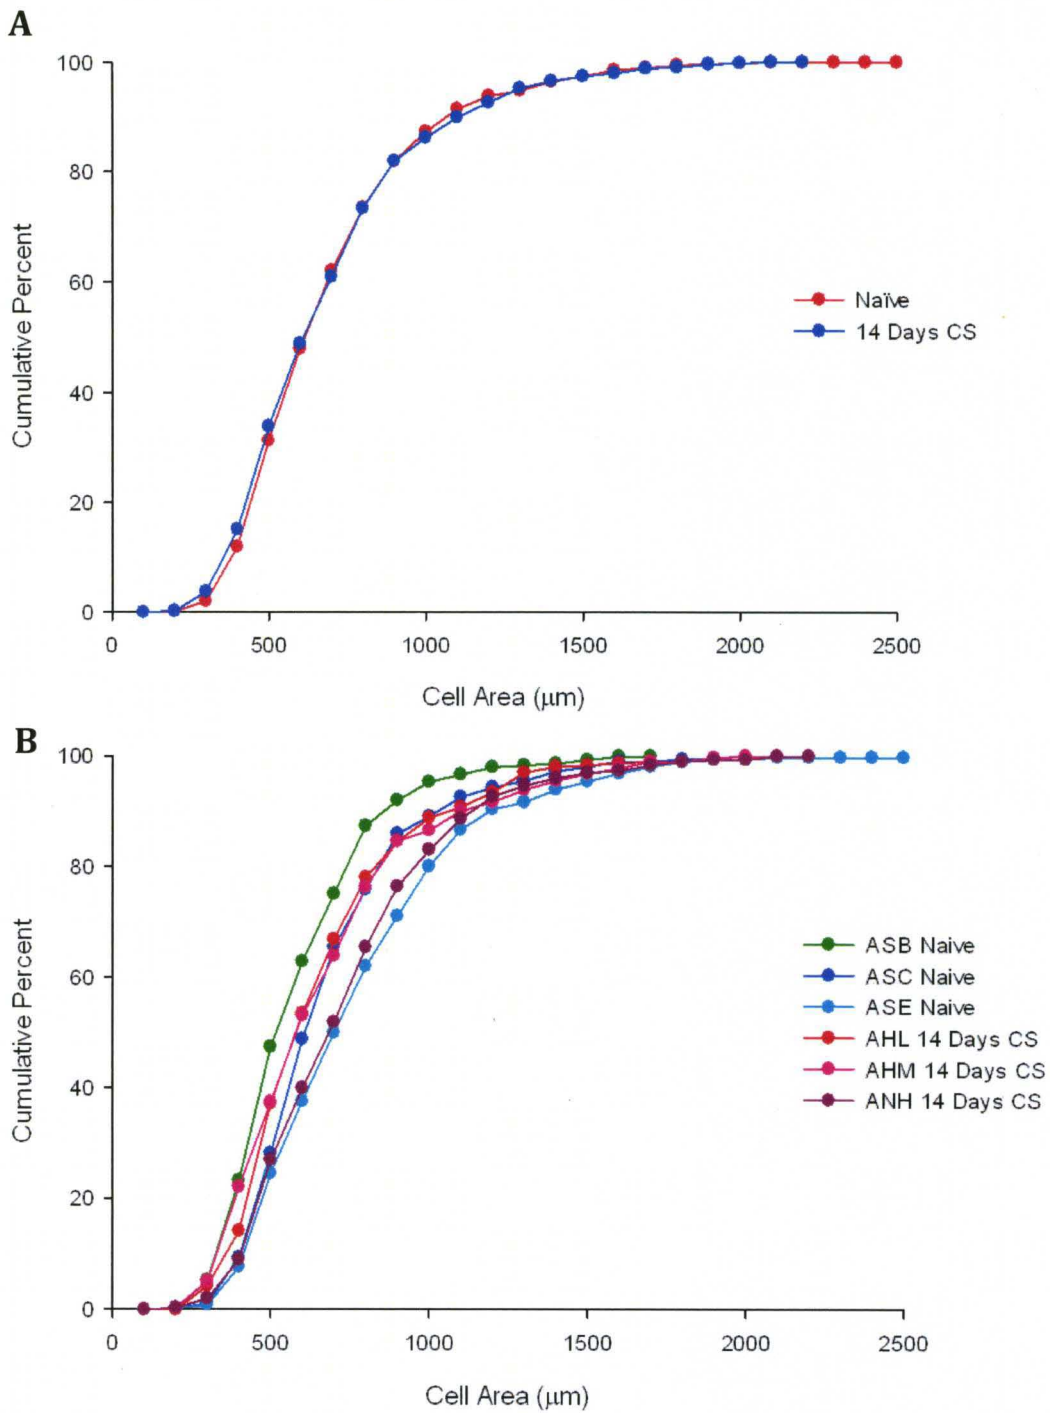 A
100
80
60
40
20
0
Cumulative Percent
0 500 1000 1500 2000 2500
Cell Area (μm)
Naïve
14 Days CS
B
100
80
60
40
20
0
Cumulative Percent
0 500 1000 1500 2000 2500
Cell Area (μm)
ASB Naive
ASC Naive
ASE Naive
AHL 14 Days CS
AHM 14 Days CS
ANH 14 Days CS